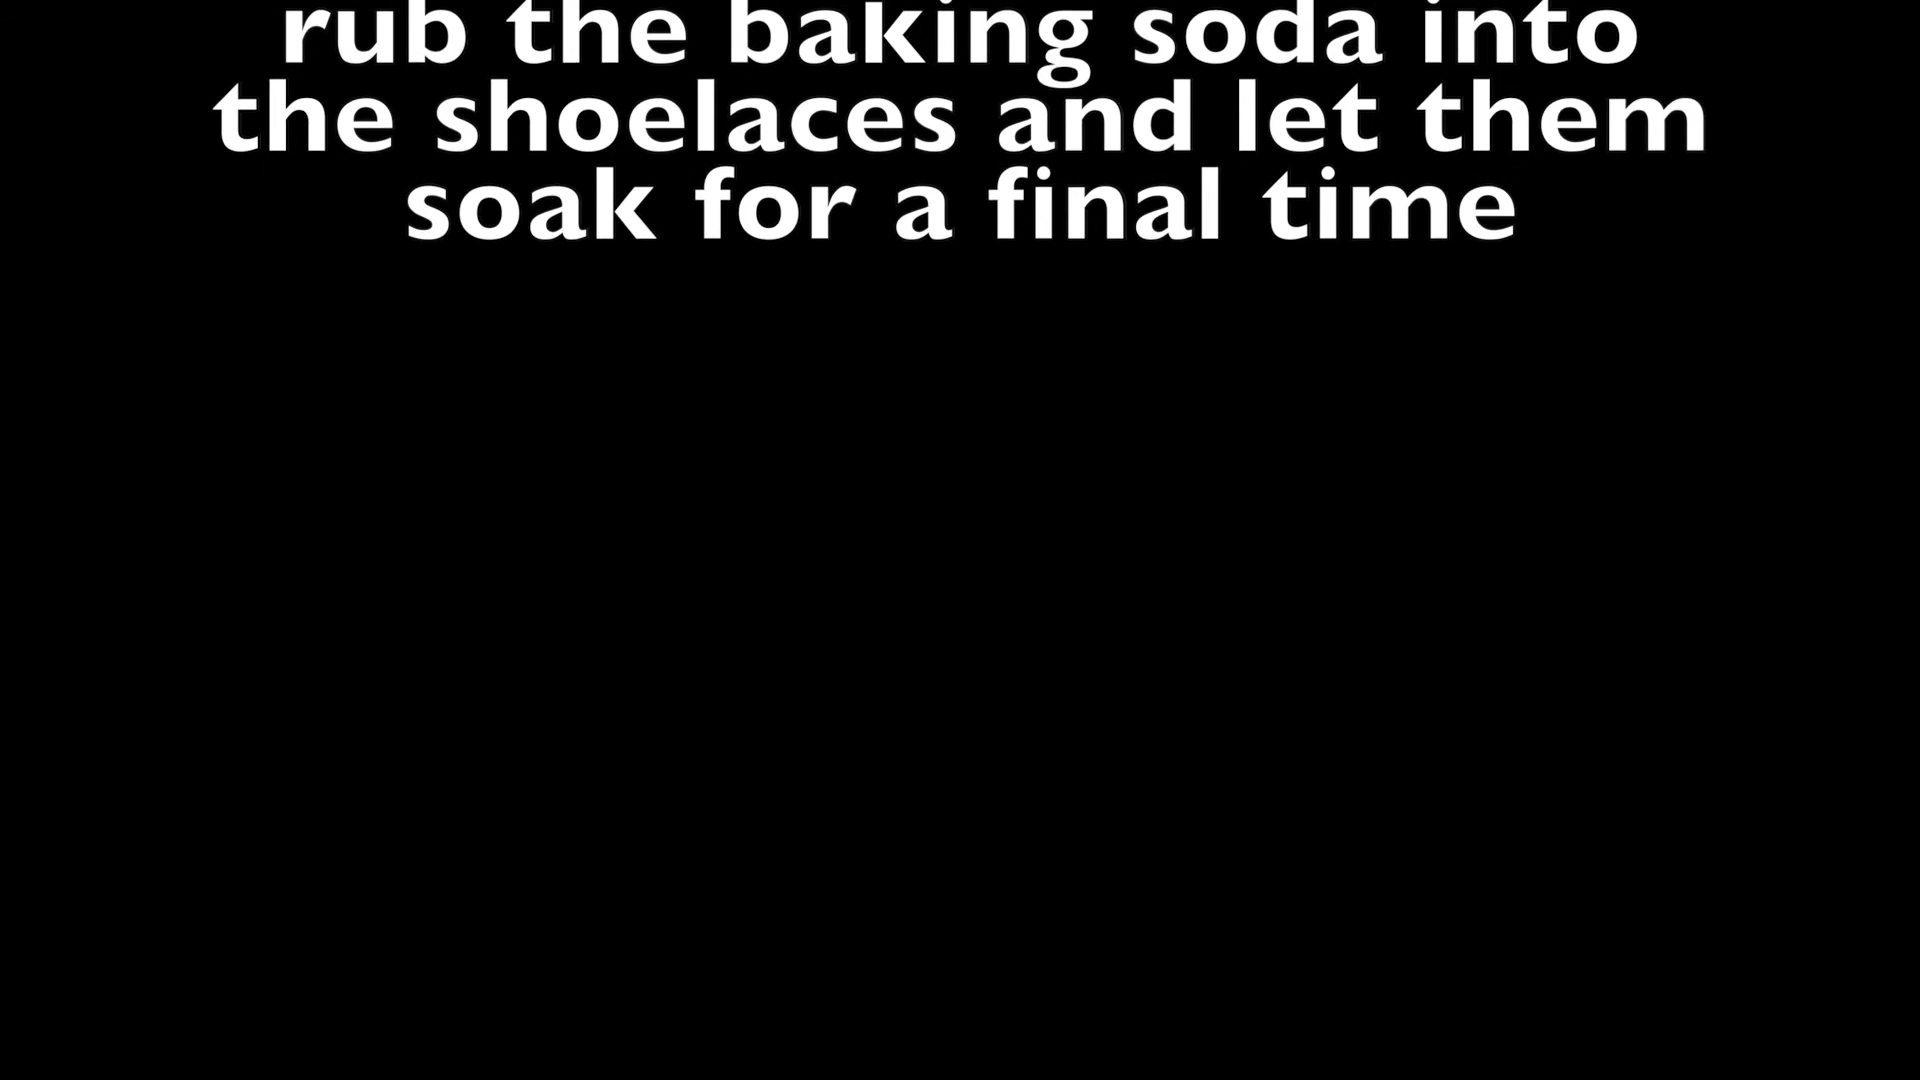 rub the baking soda into
the shoelaces and let them
soak for a final time